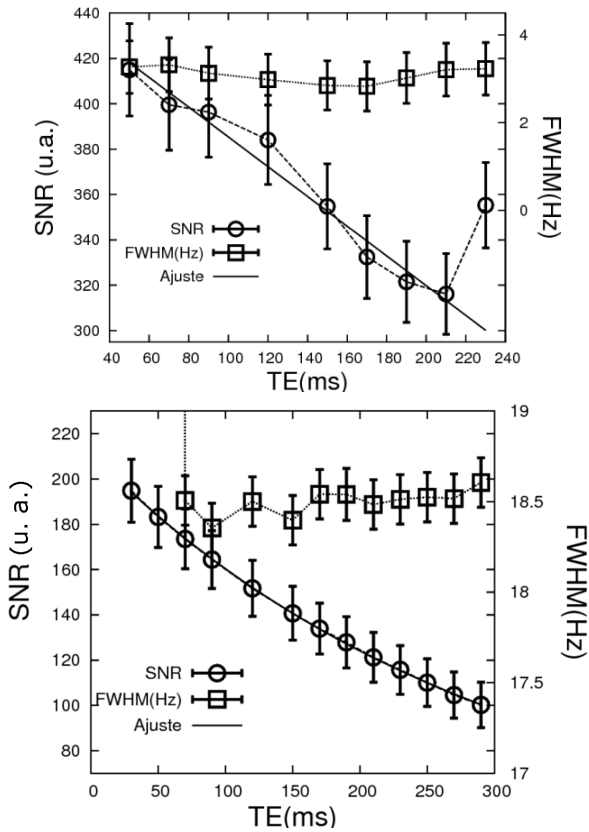 420
400
380
360
340
320
300
SNR (u.a.)
4
2
0
FWHM(Hz)
SNR
FWHM(Hz)
Ajuste
40 60 80 100 120 140 160 180 200 220 240
TE(ms)
220
200
180
160
140
120
100
80
SNR (u. a.)
19
18.5
18
17.5
17
FWHM(Hz)
SNR
FWHM(Hz)
Ajuste
0 50 100 150 200 250 300
TE(ms)